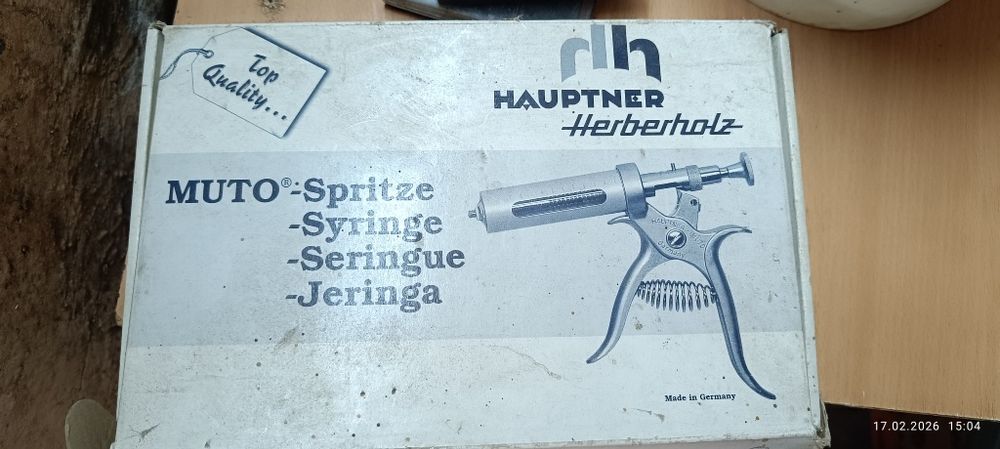 Top
Quality...
HAUPTNER
Herberholz
MUTO®-Spritze
-Syringe
-Seringue
-Jeringa
Made in Germany
17.02.2026 15:04